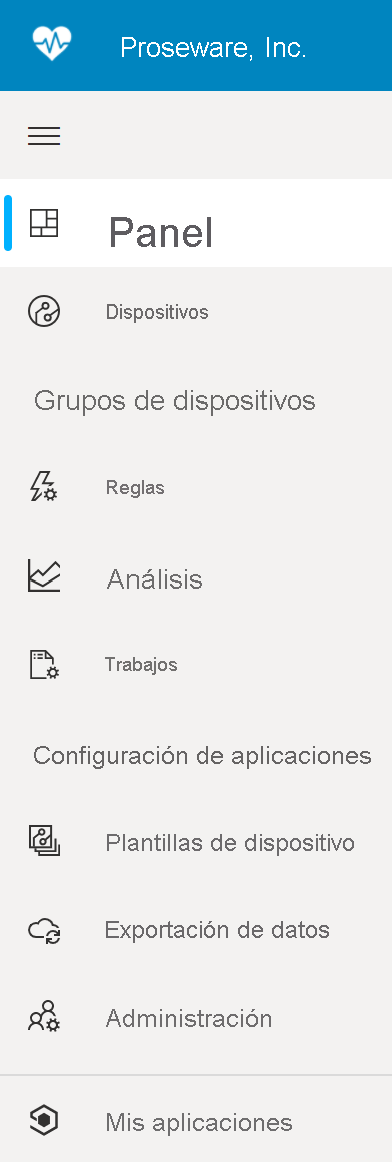 Proseware, Inc.
Panel
Dispositivos
Grupos de dispositivos
Reglas
Análisis
Trabajos
Configuración de aplicaciones
Plantillas de dispositivo
Exportación de datos
Administración
Mis aplicaciones